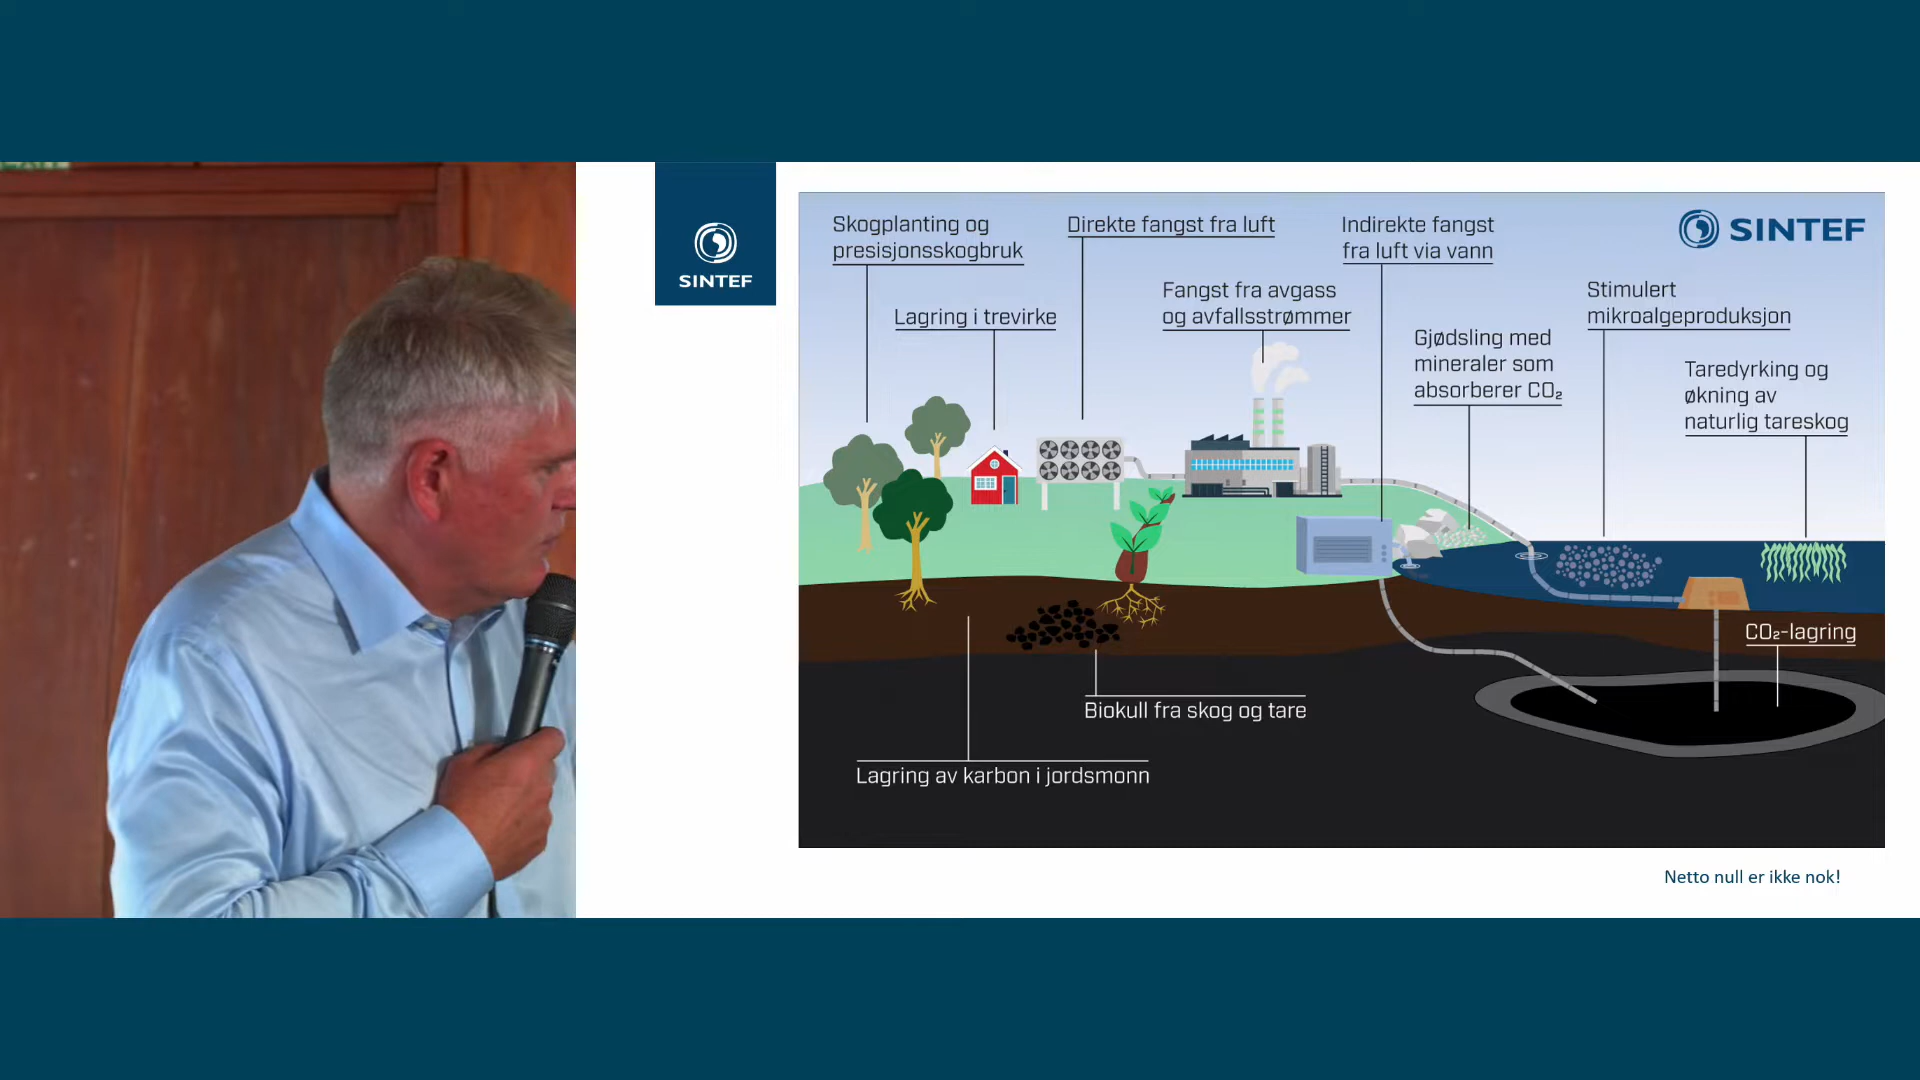 SINTEF
SINTEF
Skogplanting og
presisjonsskogbruk
Direkte fangst fra luft
Indirekte fangst
fra luft via vann
Lagring i trevirke
Fangst fra avgass
og avfallsstrømmer
Stimulert
mikroalgeproduksjon
Gjødsling med
mineraler som
absorberer CO₂
Taredyrking og
økning av
naturlig tareskog
CO₂-lagring
Biokull fra skog og tare
Lagring av karbon i jordsmonn
Netto null er ikke nok!